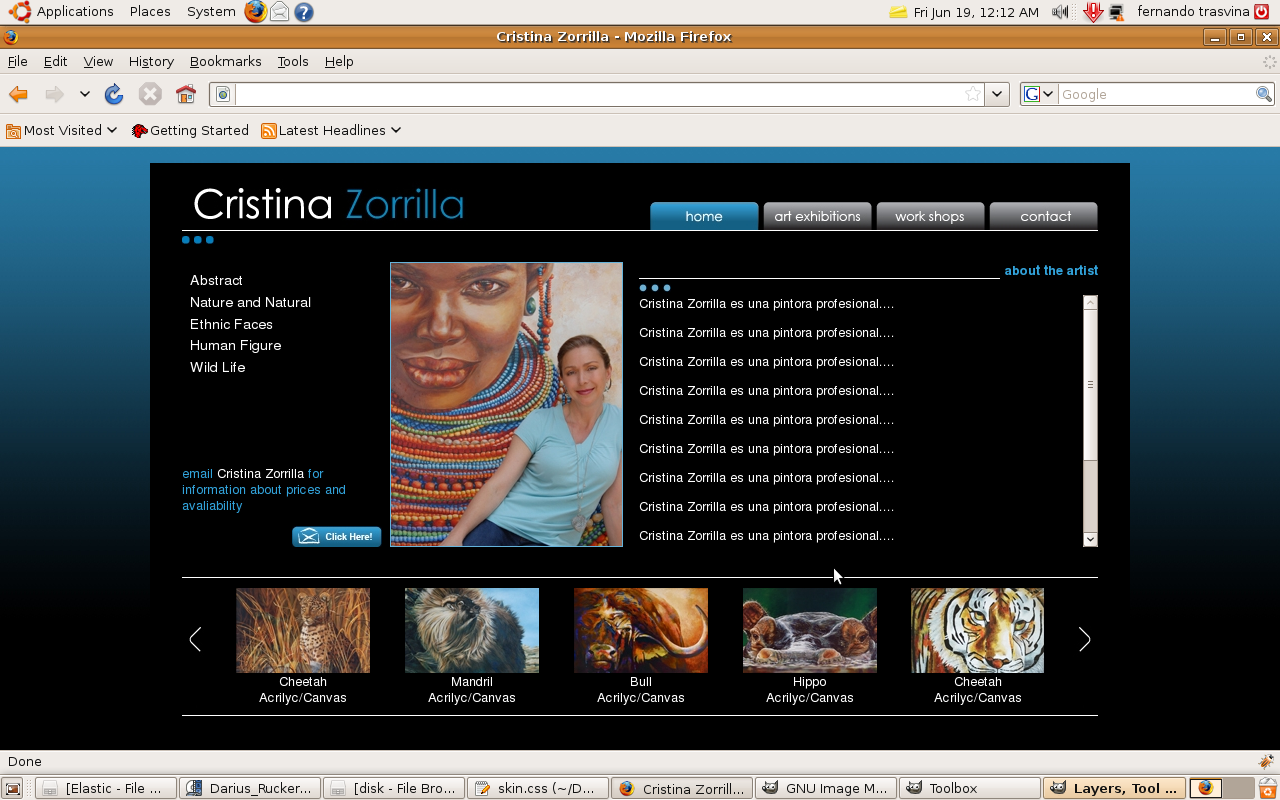 Applications Places System Fri Jun 19, 12:12 AM fernando trasvina
Cristina Zorrilla - Mozilla Firefox
File Edit View History Bookmarks Tools Help
Google
Most Visited Getting Started Latest Headlines
Cristina Zorrilla
home art exhibitions work shops contact
about the artist
Abstract
Nature and Natural
Ethnic Faces
Human Figure
Wild Life
email Cristina Zorrilla for
information about prices and
avaliability
Click Here!
Cristina Zorrilla es una pintora profesional....
Cristina Zorrilla es una pintora profesional....
Cristina Zorrilla es una pintora profesional....
Cristina Zorrilla es una pintora profesional....
Cristina Zorrilla es una pintora profesional....
Cristina Zorrilla es una pintora profesional....
Cristina Zorrilla es una pintora profesional....
Cristina Zorrilla es una pintora profesional....
Cristina Zorrilla es una pintora profesional....
Cheetah
Acrilyc/Canvas
Mandril
Acrilyc/Canvas
Bull
Acrilyc/Canvas
Hippo
Acrilyc/Canvas
Cheetah
Acrilyc/Canvas
Done
[Elastic - File ... Darius_Rucker... [disk - File Bro... skin.css (~/D... Cristina Zorrill... GNU Image M... Toolbox Layers, Tool ...